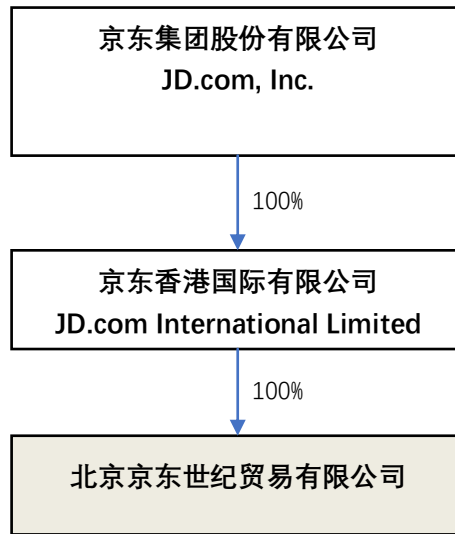 京东集团股份有限公司
JD.com, Inc.
100%
京东香港国际有限公司
JD.com International Limited
100%
北京京东世纪贸易有限公司